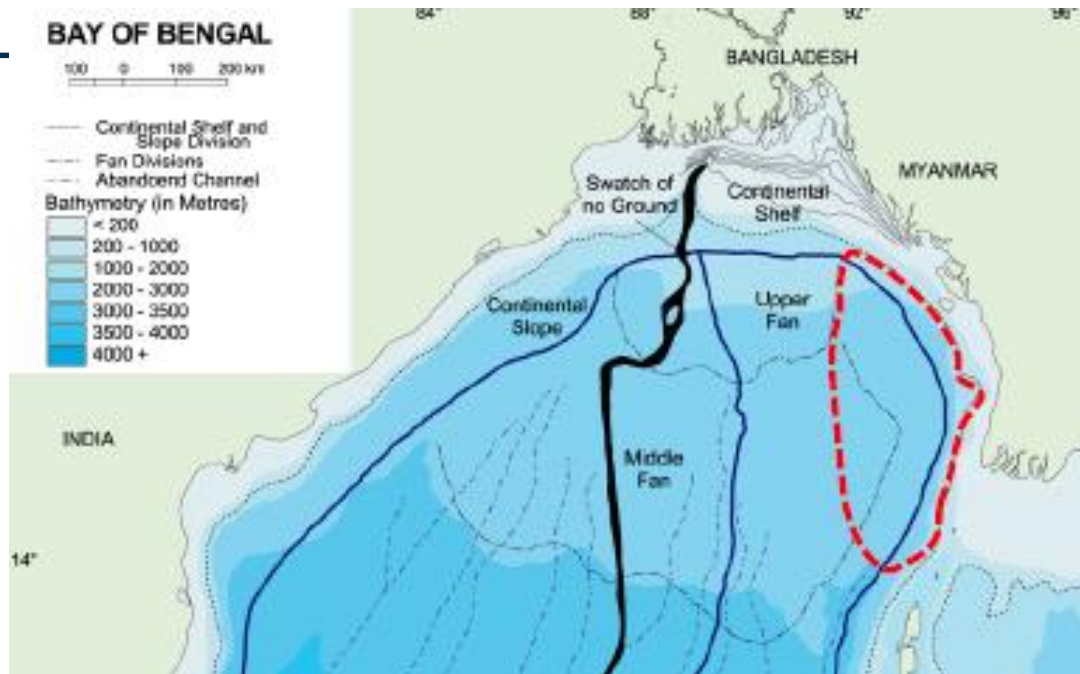 84°
88°
92°
96°
BAY OF BENGAL
100 0 100 200 km
Continental Shelf and
Slope Division
Fan Divisions
Abandoend Channel
Bathymetry (in Metres)
< 200
200 - 1000
1000 - 2000
2000 - 3000
3000 - 3500
3500 - 4000
4000 +
BANGLADESH
MYANMAR
Swatch of
no Ground
Continental
Shelf
Continental
Slope
Upper
Fan
INDIA
Middle
Fan
14°